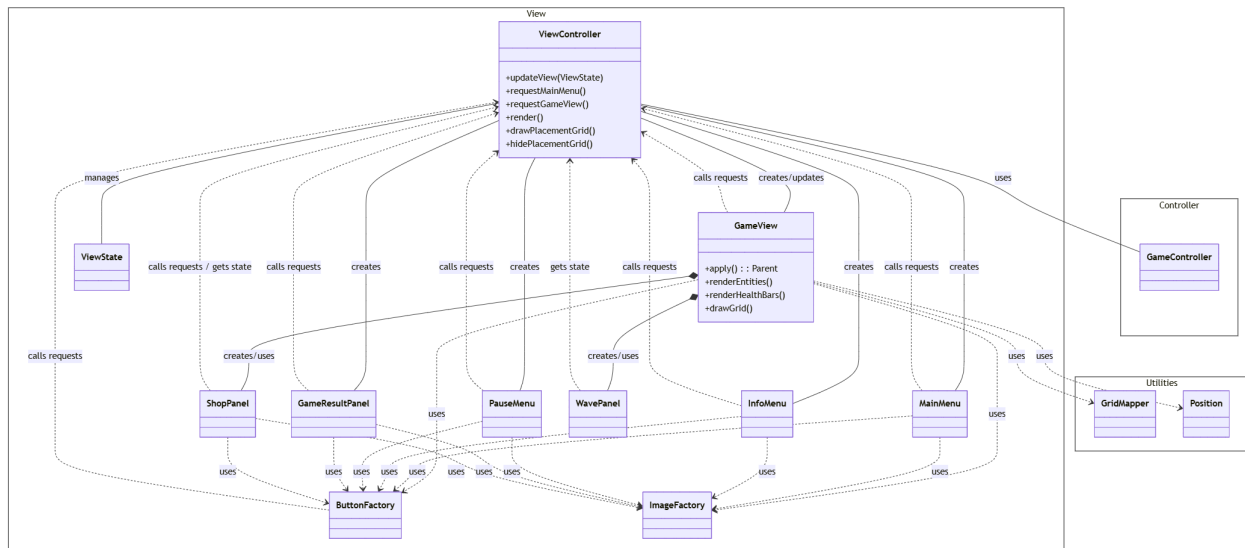 View
ViewController
+updateView(ViewState)
+requestMainMenu()
+requestGameView()
+render()
+drawPlacementGrid()
+hidePlacementGrid()
manages
calls requests
creates/updates
uses
Controller
GameController
ViewState
GameView
+apply() : : Parent
+renderEntities()
+renderHealthBars()
+drawGrid()
calls requests / gets state
calls requests
creates
calls requests
creates
gets state
calls requests
creates
calls requests
creates
calls requests
creates/uses
creates/uses
uses
uses
uses
uses
Utilities
GridMapper
Position
ShopPanel
GameResultPanel
PauseMenu
WavePanel
InfoMenu
MainMenu
uses
uses
uses
uses
uses
uses
uses
uses
uses
uses
ButtonFactory
ImageFactory